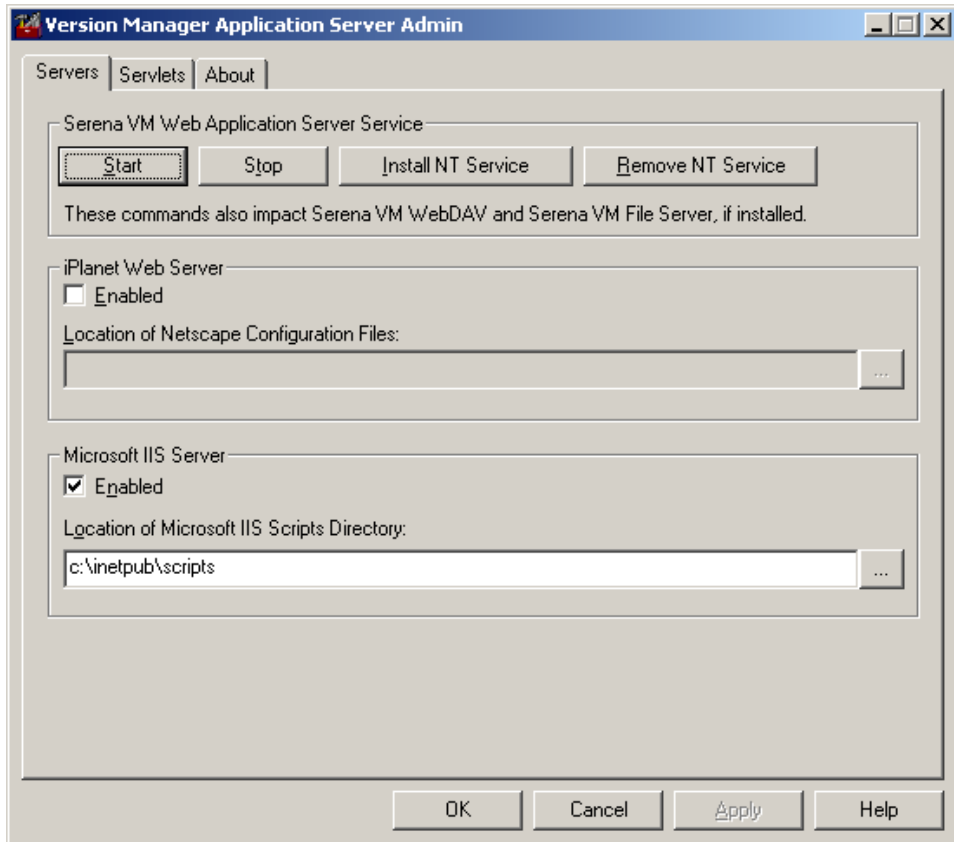 Version Manager Application Server Admin
Servers Servlets About
Serena VM Web Application Server Service
Start Stop Install NT Service Remove NT Service
These commands also impact Serena VM WebDAV and Serena VM File Server, if installed.
iPlanet Web Server
Enabled
Location of Netscape Configuration Files:
...
Microsoft IIS Server
Enabled
Location of Microsoft IIS Scripts Directory:
c:\inetpub\scripts ...
OK Cancel Apply Help